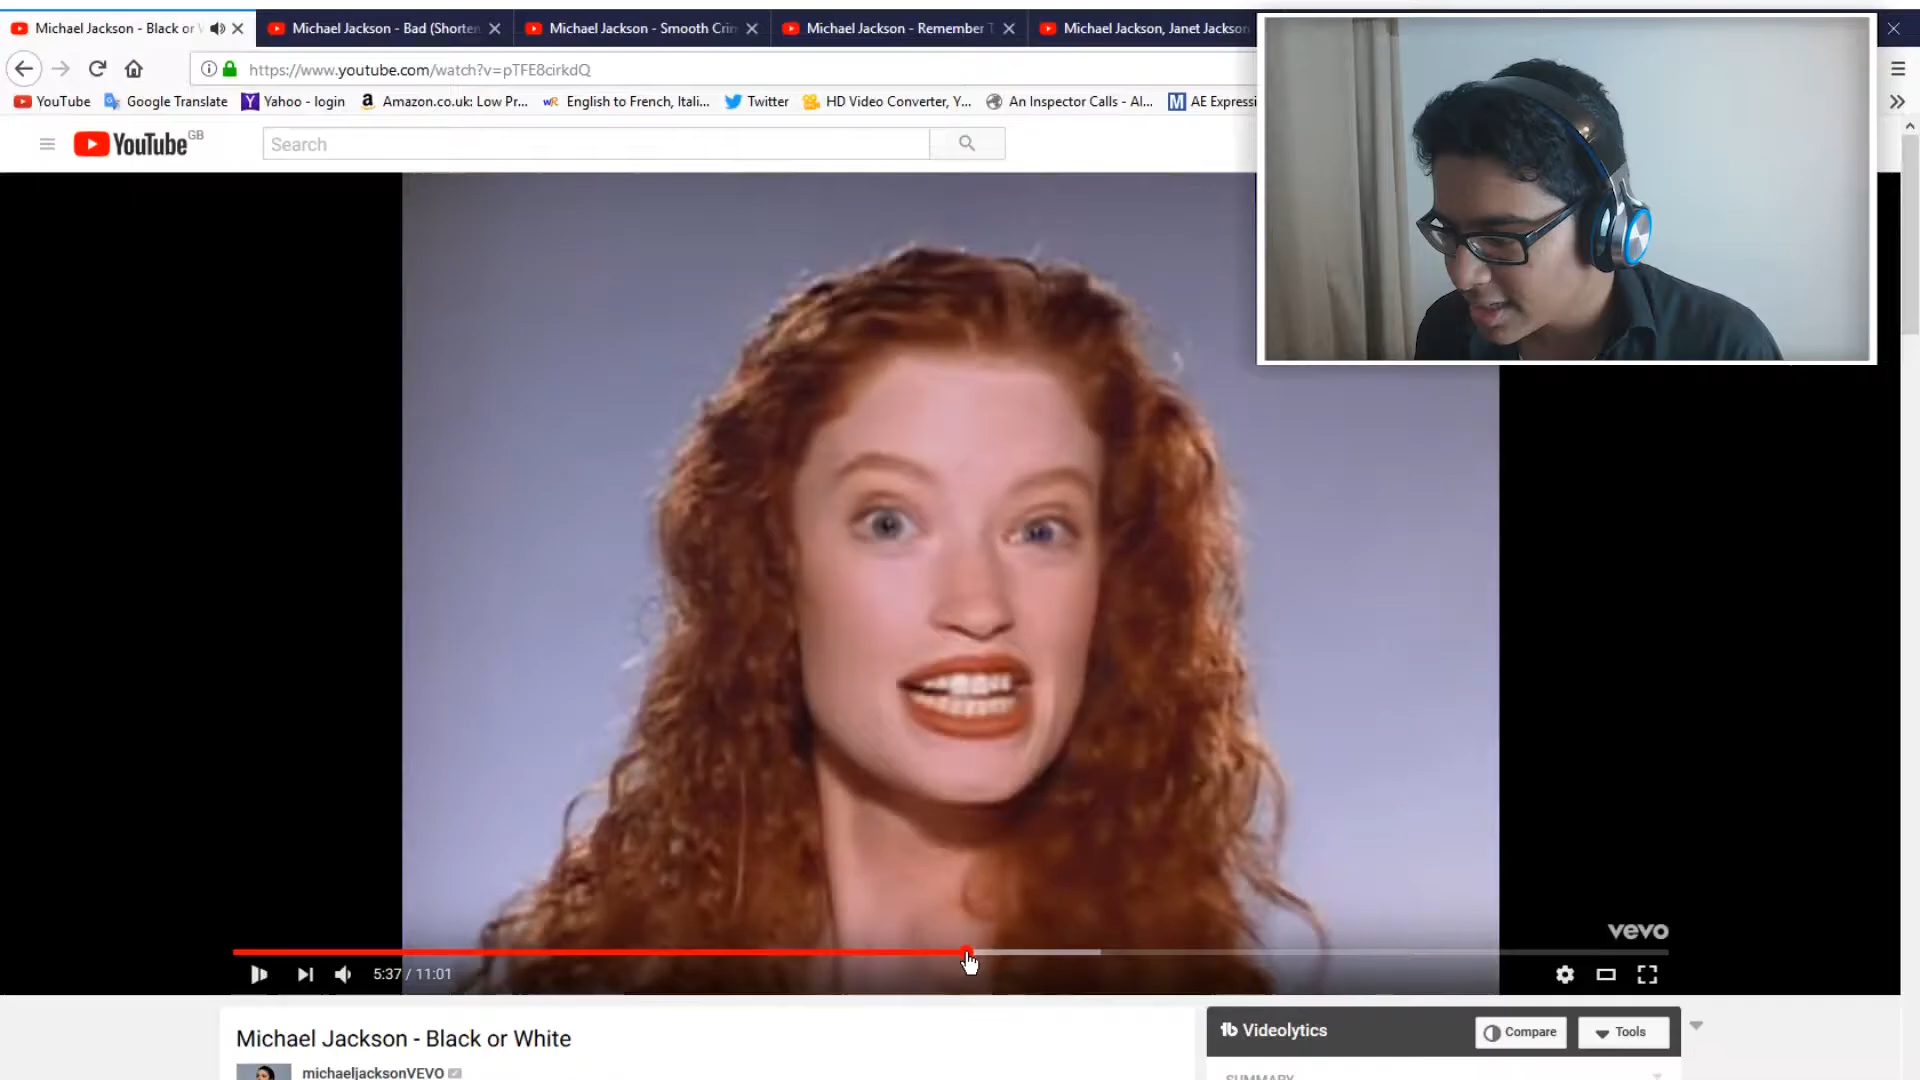 Michael Jackson - Black or
Michael Jackson - Bad (Shorten
Michael Jackson - Smooth Crim
Michael Jackson - Remember T
Michael Jackson, Janet Jackson
https://www.youtube.com/watch?v=pTFE8cirkdQ
YouTube
Google Translate
Yahoo - login
Amazon.co.uk: Low Pr...
English to French, Itali...
Twitter
HD Video Converter, Y...
An Inspector Calls - Al...
AE Expressi
YouTube GB
Search
vevo
5:37 / 11:01
Michael Jackson - Black or White
michaeljacksonVEVO
Videolytics
Compare
Tools
SUMMARY